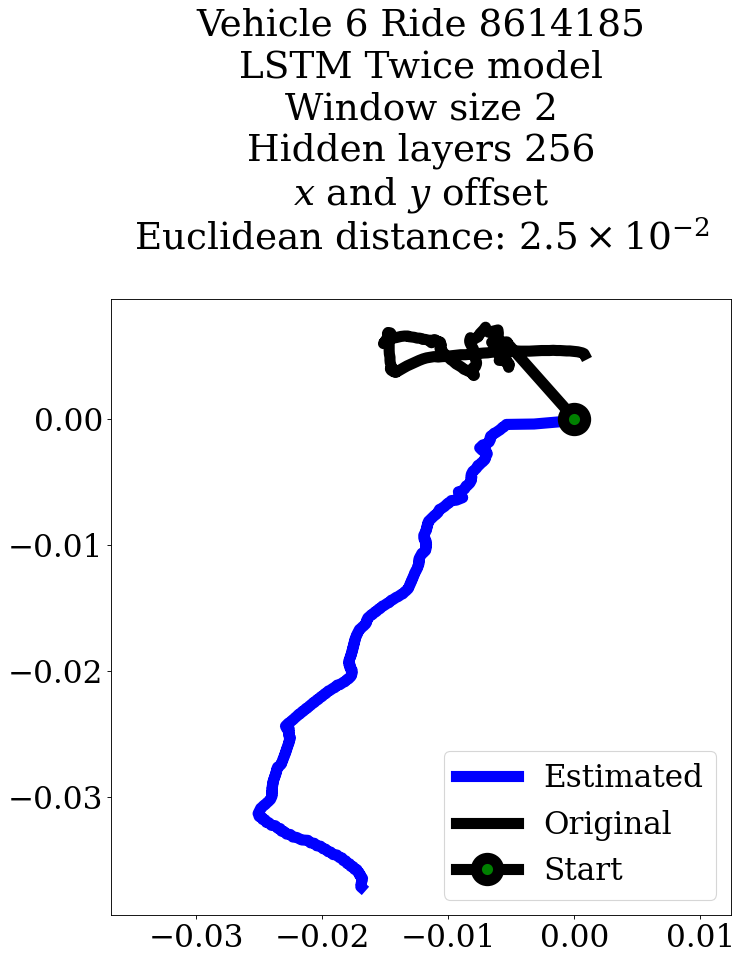 Vehicle 6 Ride 8614185
LSTM Twice model
Window size 2
Hidden layers 256
x and y offset
Euclidean distance: 2.5 × 10⁻²
0.00
−0.01
−0.02
−0.03
Estimated
Original
Start
−0.03 −0.02 −0.01 0.00 0.01